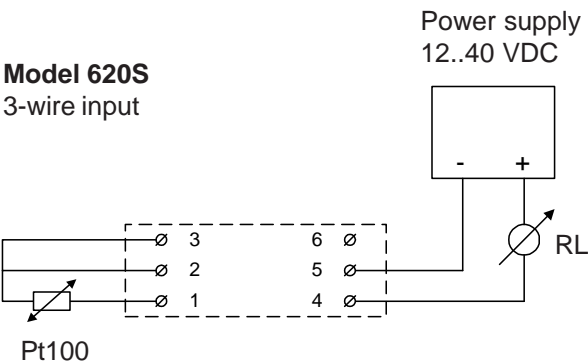 Power supply
12..40 VDC
Model 620S
3-wire input
- +
3 6
RL
2 5
1 4
Pt100